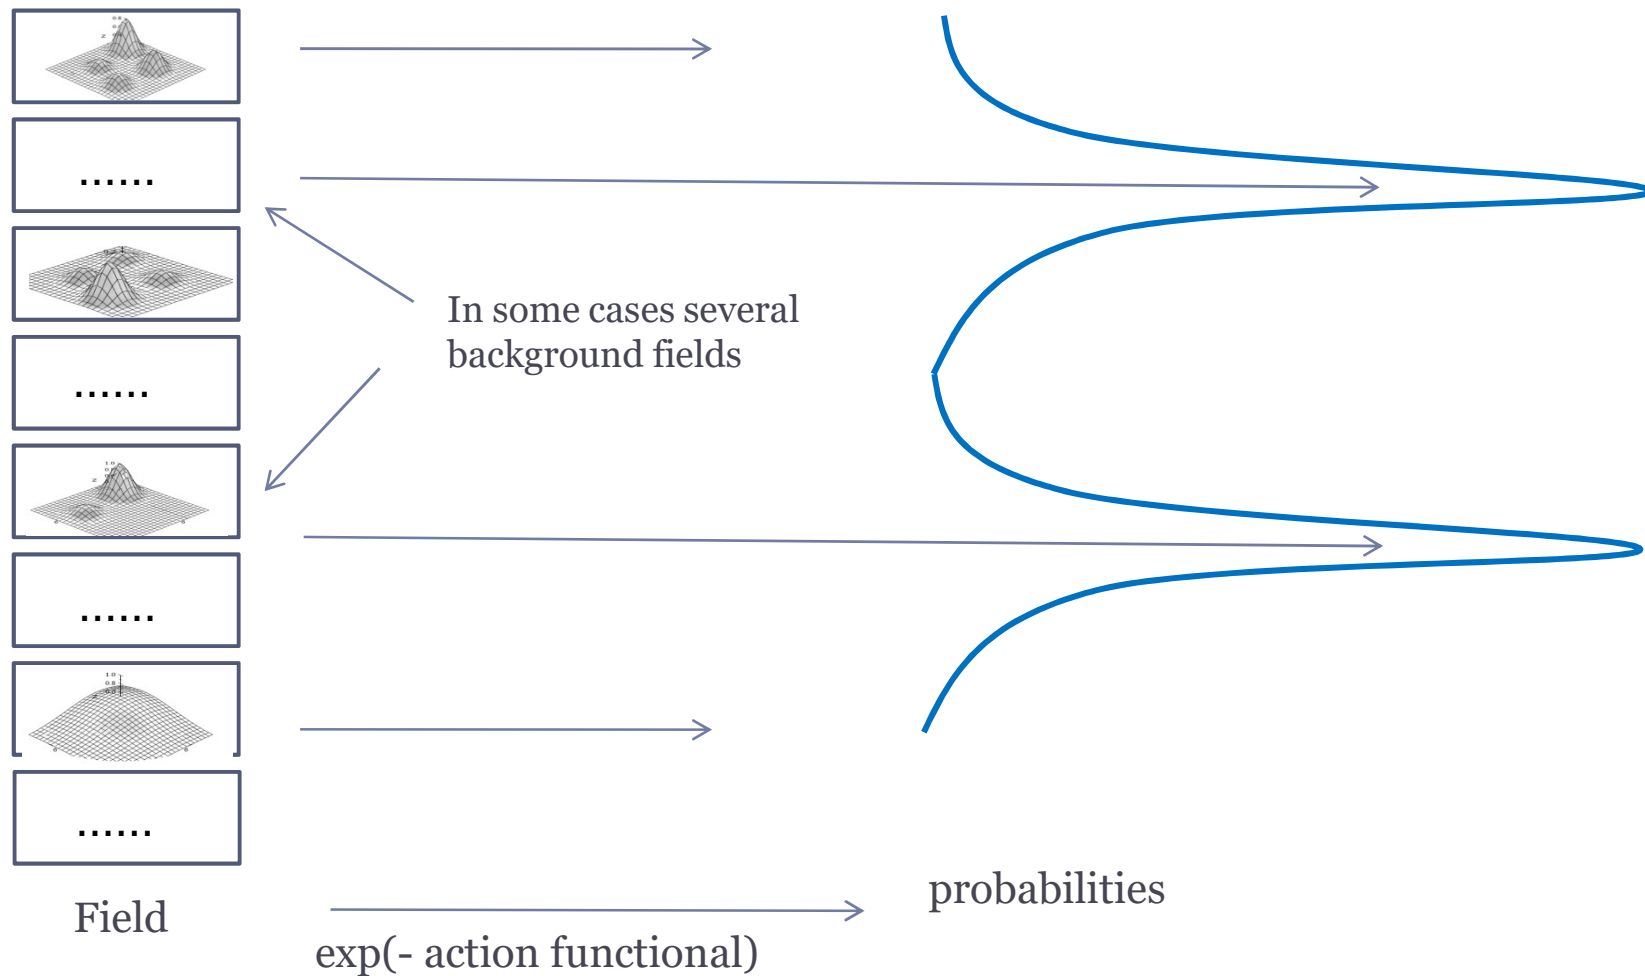 ......
In some cases several
background fields
......
......
......
probabilities
Field
exp(- action functional)